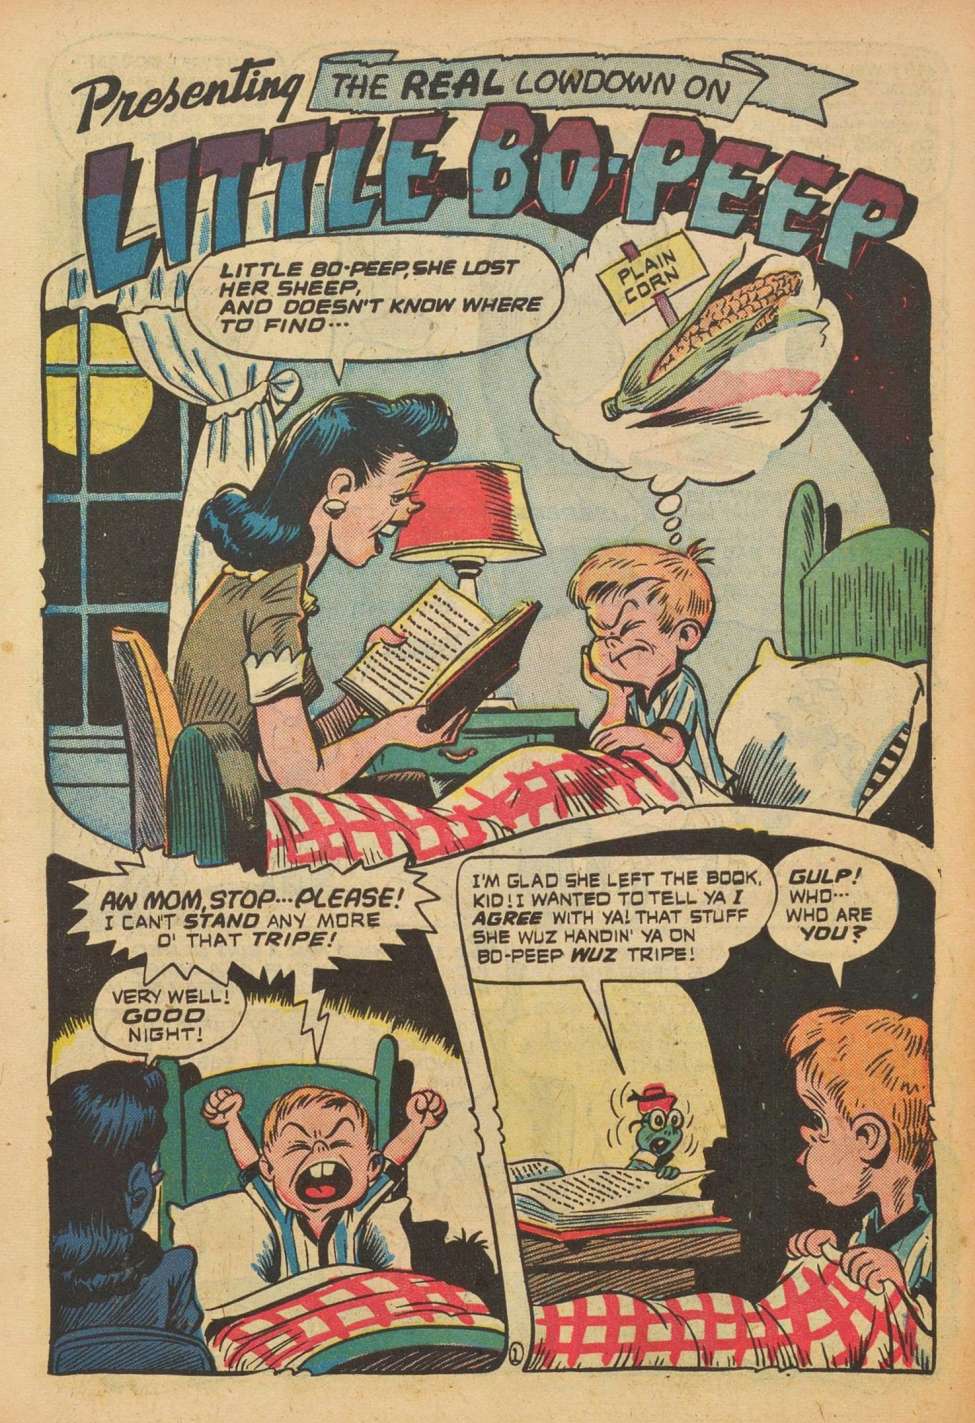 Presenting THE REAL LOWDOWN ON
LITTLE BO-PEEP
LITTLE BO-PEEP, SHE LOST
HER SHEEP,
AND DOESN'T KNOW WHERE
TO FIND...
PLAIN
CORN
AW MOM, STOP...PLEASE!
I CAN'T STAND ANY MORE
O' THAT TRIPE!
VERY WELL!
GOOD
NIGHT!
I'M GLAD SHE LEFT THE BOOK,
KID! I WANTED TO TELL YA I
AGREE WITH YA! THAT STUFF
SHE WUZ HANDIN' YA ON
BO-PEEP WUZ TRIPE!
GULP!
WHO...
WHO ARE
YOU?
1